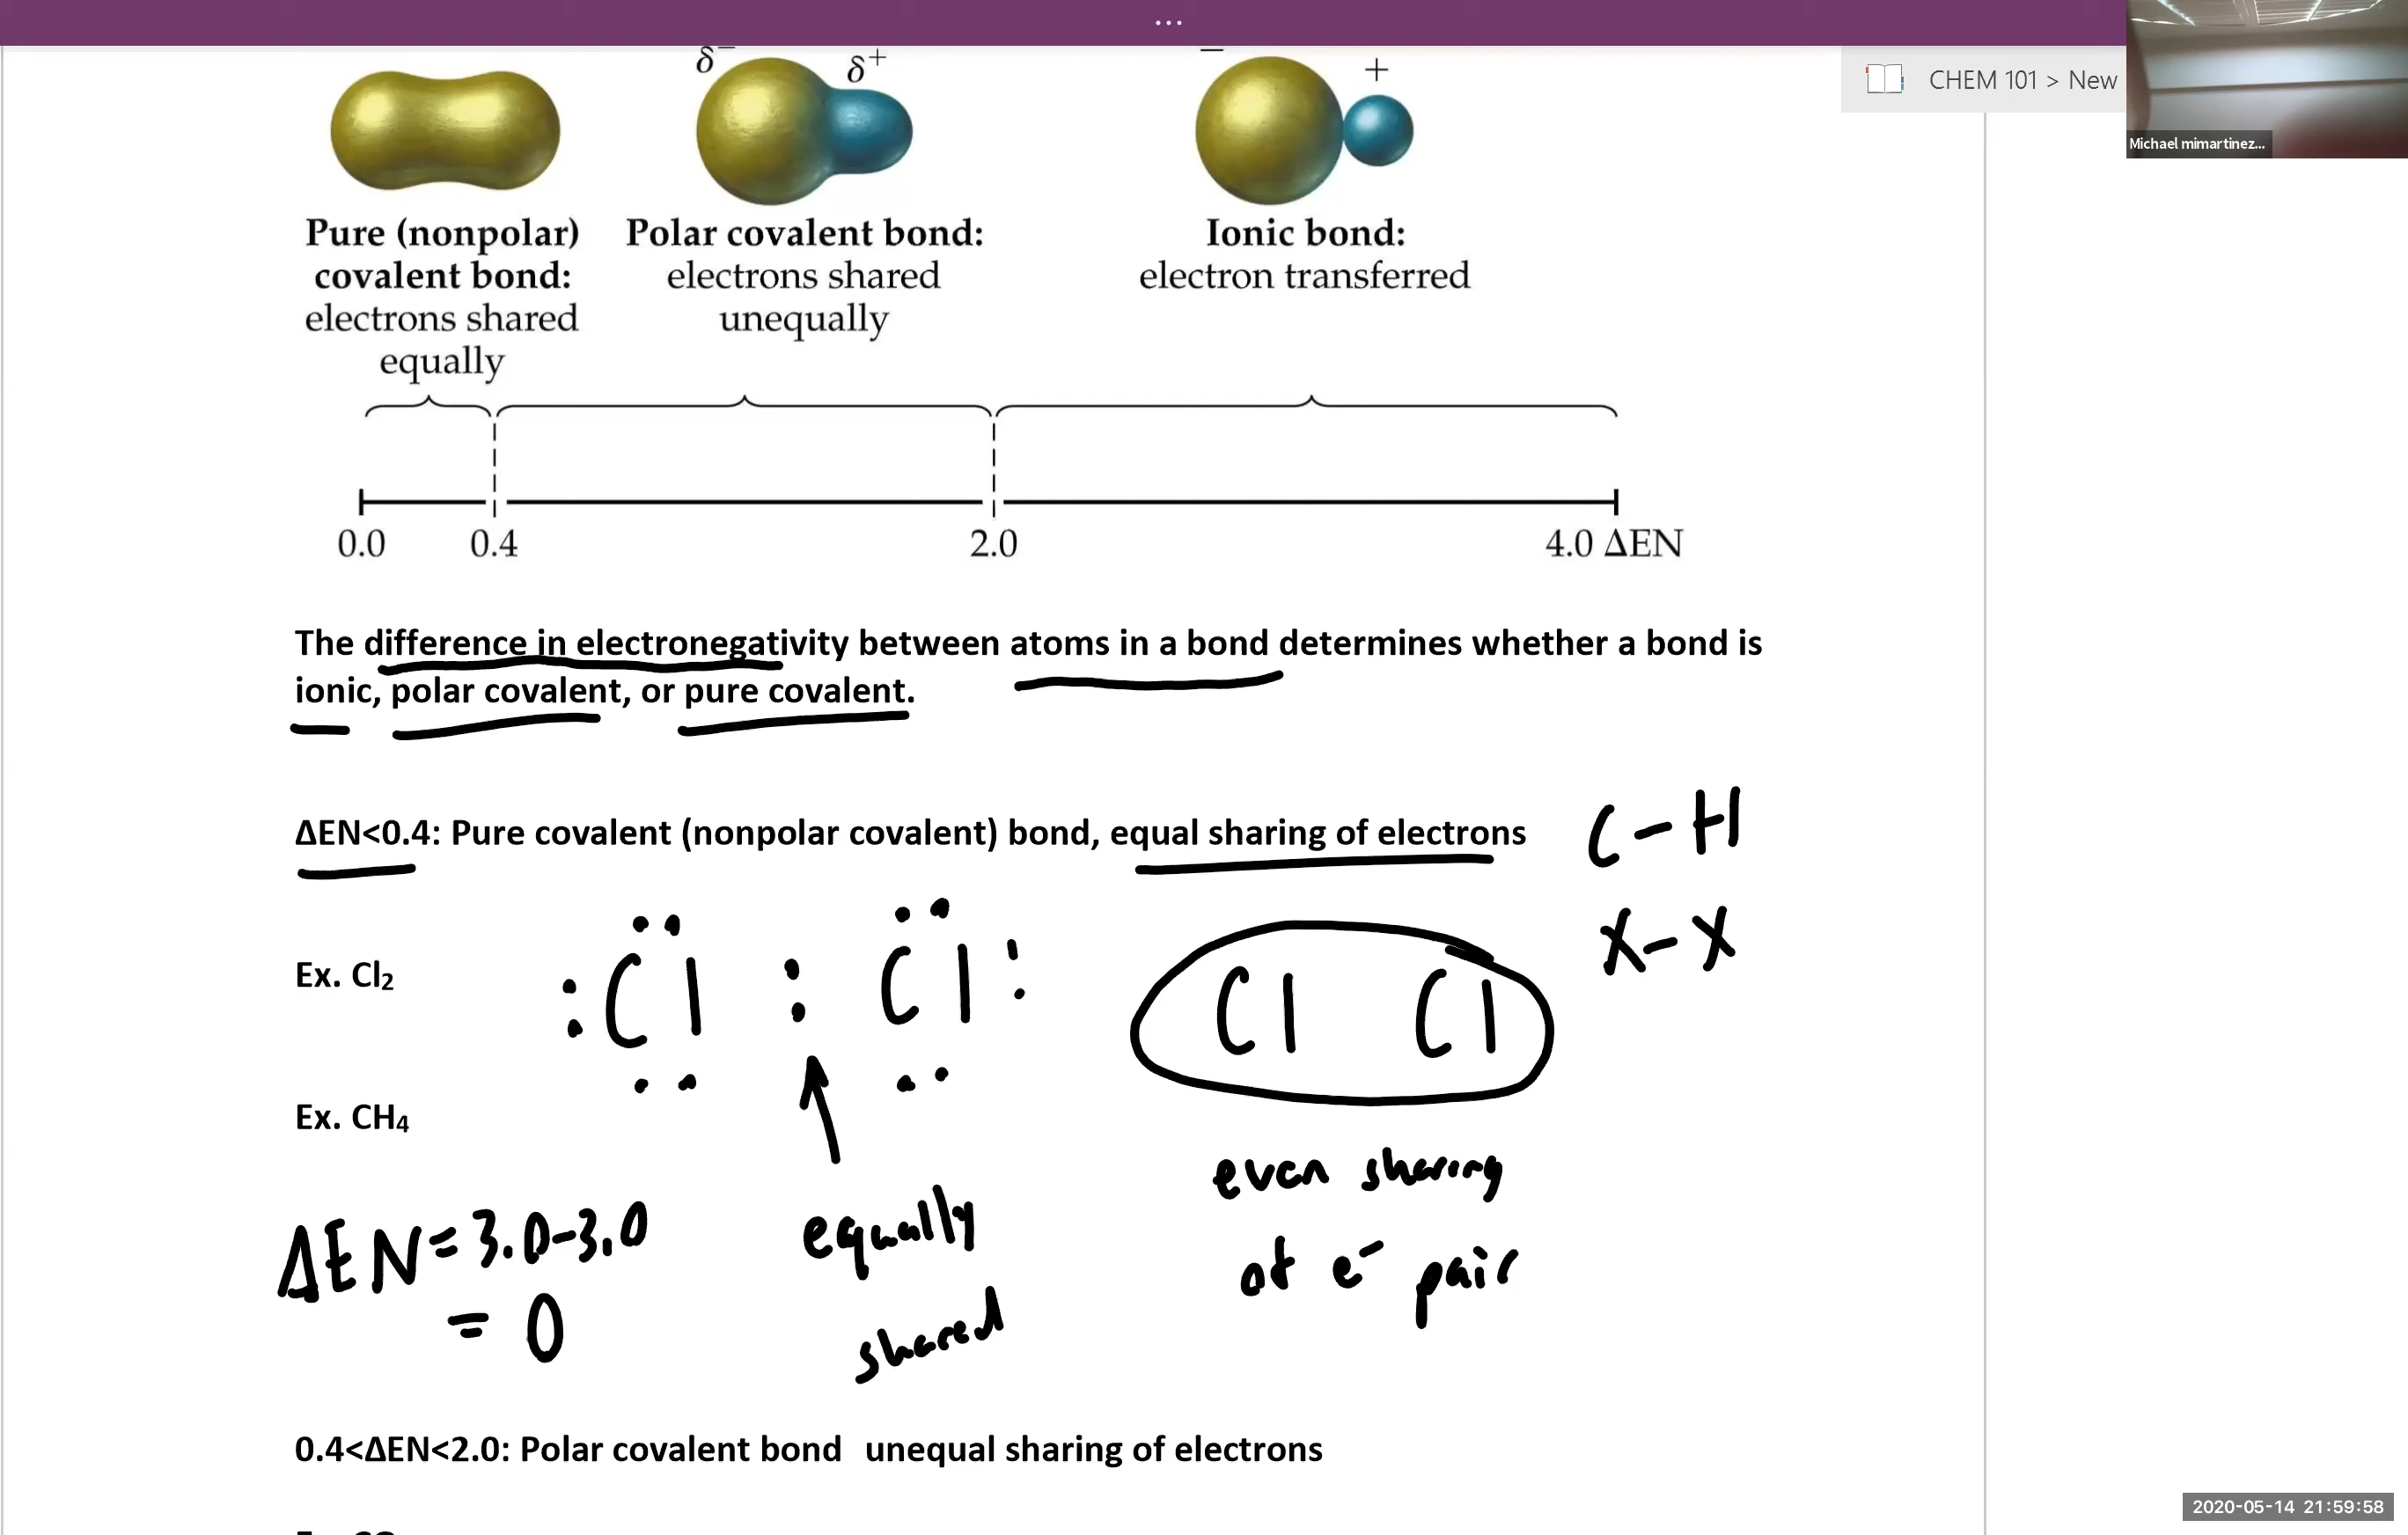 ...
CHEM 101 > New
Michael mimartinez...
δ⁻ δ⁺
− +
Pure (nonpolar)
covalent bond:
electrons shared
equally
Polar covalent bond:
electrons shared
unequally
Ionic bond:
electron transferred
0.0 0.4 2.0 4.0 ΔEN
The difference in electronegativity between atoms in a bond determines whether a bond is
ionic, polar covalent, or pure covalent.
ΔEN<0.4: Pure covalent (nonpolar covalent) bond, equal sharing of electrons
C-H
X-X
Ex. Cl₂
:Cl : Cl:
Cl Cl
Ex. CH₄
ΔEN=3.0-3.0
= 0
equally
shared
even sharing
of e⁻ pair
0.4<ΔEN<2.0: Polar covalent bond unequal sharing of electrons
2020-05-14 21:59:58